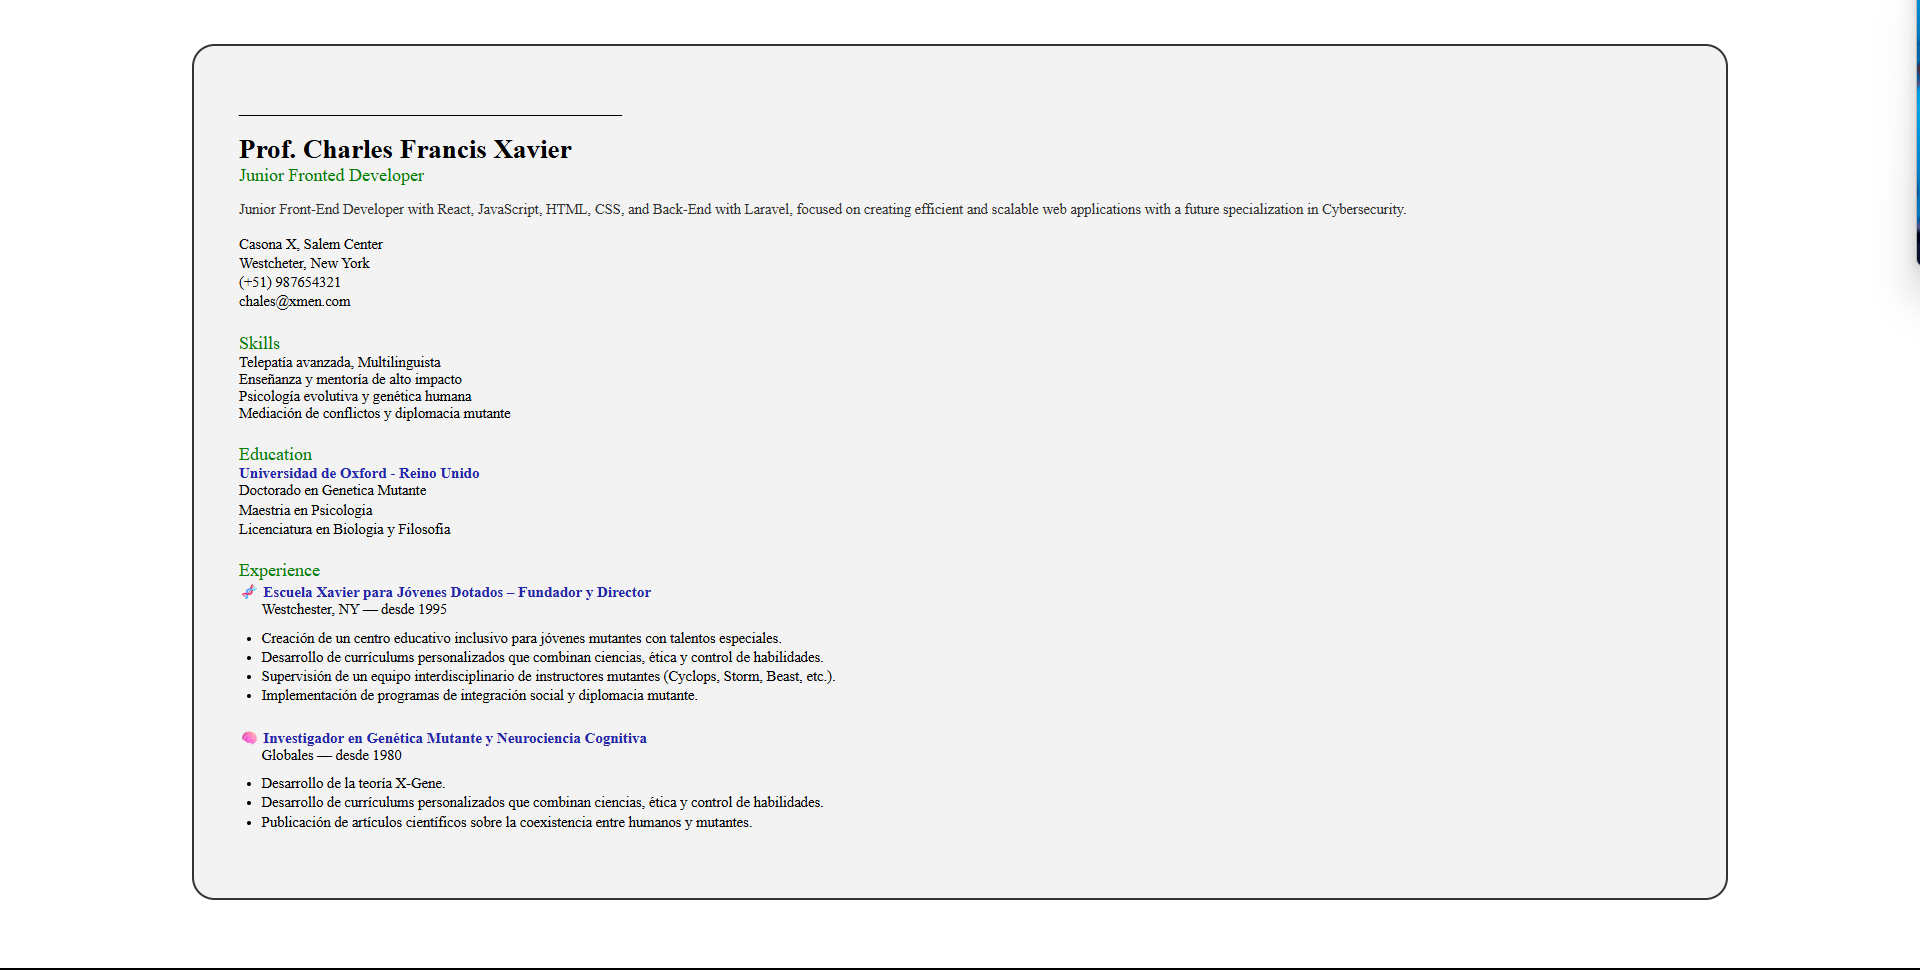 Prof. Charles Francis Xavier
Junior Fronted Developer
Junior Front-End Developer with React, JavaScript, HTML, CSS, and Back-End with Laravel, focused on creating efficient and scalable web applications with a future specialization in Cybersecurity.
Casona X, Salem Center
Westcheter, New York
(+51) 987654321
chales@xmen.com
Skills
Telepatía avanzada, Multilinguista
Enseñanza y mentoría de alto impacto
Psicología evolutiva y genética humana
Mediación de conflictos y diplomacia mutante
Education
Universidad de Oxford - Reino Unido
Doctorado en Genetica Mutante
Maestria en Psicologia
Licenciatura en Biologia y Filosofia
Experience
🧬 Escuela Xavier para Jóvenes Dotados – Fundador y Director
Westchester, NY — desde 1995
• Creación de un centro educativo inclusivo para jóvenes mutantes con talentos especiales.
• Desarrollo de currículums personalizados que combinan ciencias, ética y control de habilidades.
• Supervisión de un equipo interdisciplinario de instructores mutantes (Cyclops, Storm, Beast, etc.).
• Implementación de programas de integración social y diplomacia mutante.
🧠 Investigador en Genética Mutante y Neurociencia Cognitiva
Globales — desde 1980
• Desarrollo de la teoría X-Gene.
• Desarrollo de currículums personalizados que combinan ciencias, ética y control de habilidades.
• Publicación de artículos científicos sobre la coexistencia entre humanos y mutantes.